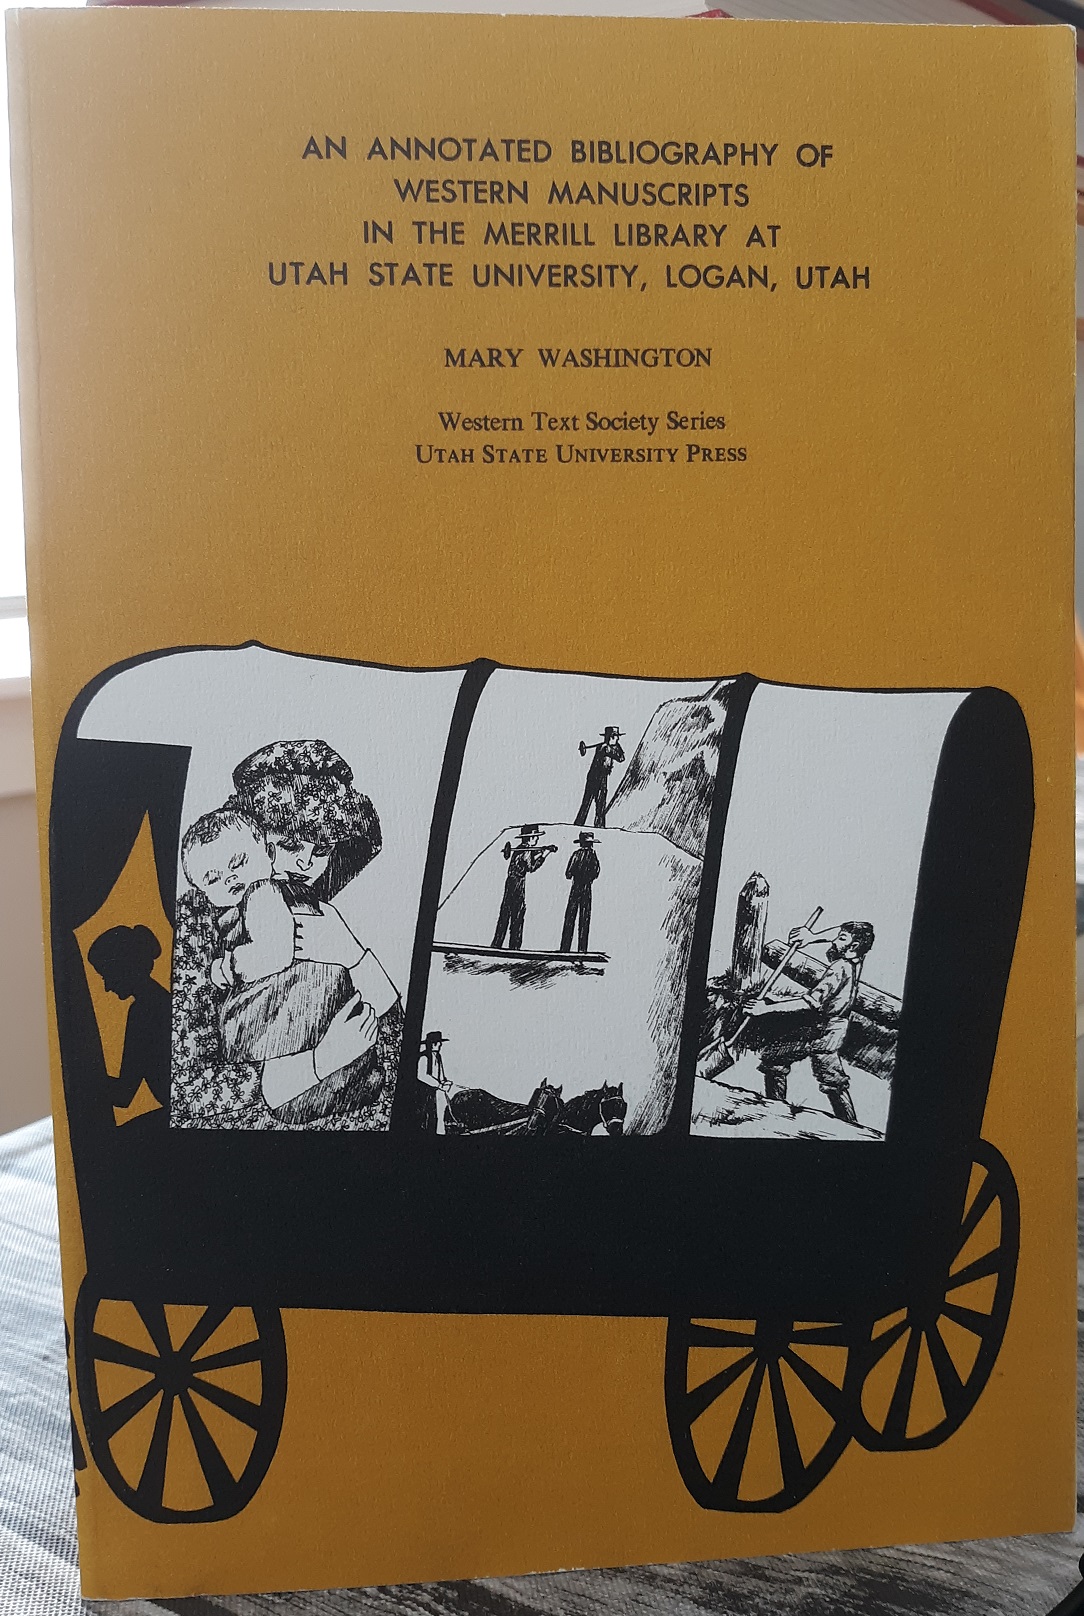 AN ANNOTATED BIBLIOGRAPHY OF
WESTERN MANUSCRIPTS
IN THE MERRILL LIBRARY AT
UTAH STATE UNIVERSITY, LOGAN, UTAH
MARY WASHINGTON
Western Text Society Series
UTAH STATE UNIVERSITY PRESS